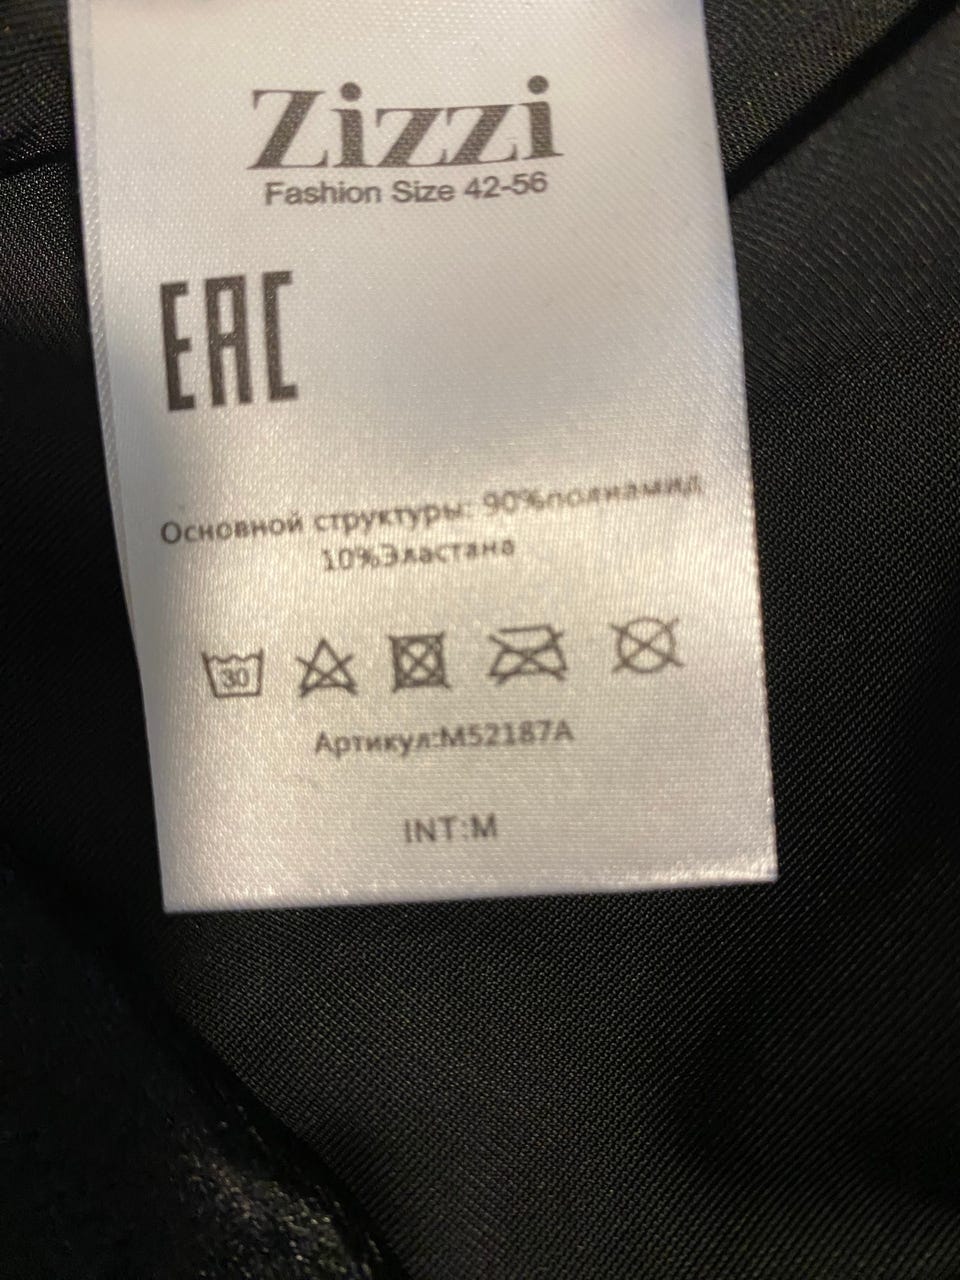 Zizzi
Fashion Size 42-56
EAC
Основной структуры: 90%полиамид
10%Эластана
30
Артикул:M52187A
INT:M